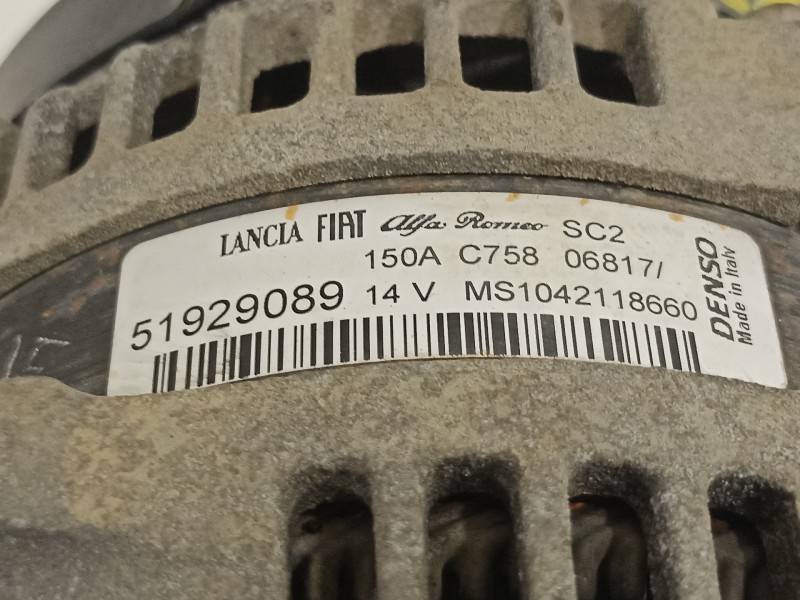 LANCIA FIAT Alfa Romeo SC2
150A C758 06817/
51929089 14 V MS1042118660
DENSO
Made in Italy